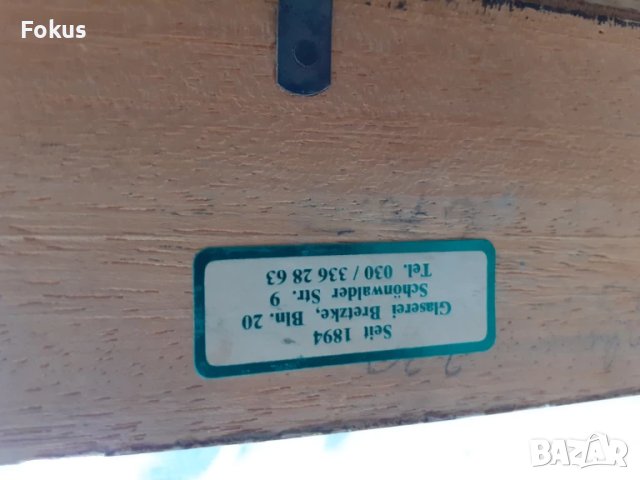 Fokus
Seit 1894
Glaserei Bretzke, Bln. 20
Schönwalder Str. 9
Tel. 030 / 336 28 63
BAZAR